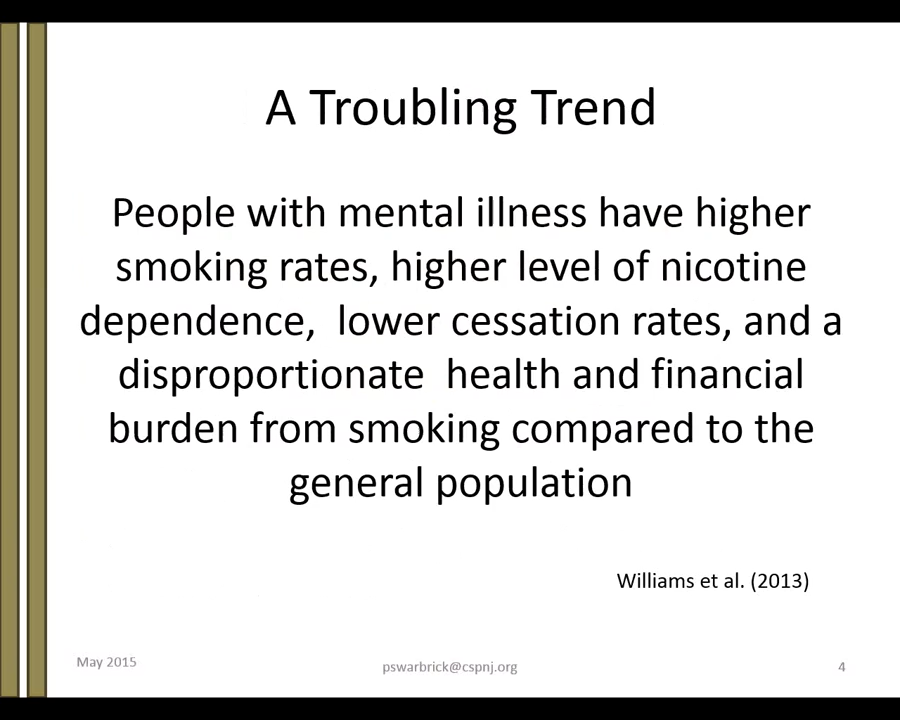 A Troubling Trend
People with mental illness have higher
smoking rates, higher level of nicotine
dependence,  lower cessation rates, and a
disproportionate  health and financial
burden from smoking compared to the
general population
Williams et al. (2013)
May 2015
pswarbrick@cspnj.org
4